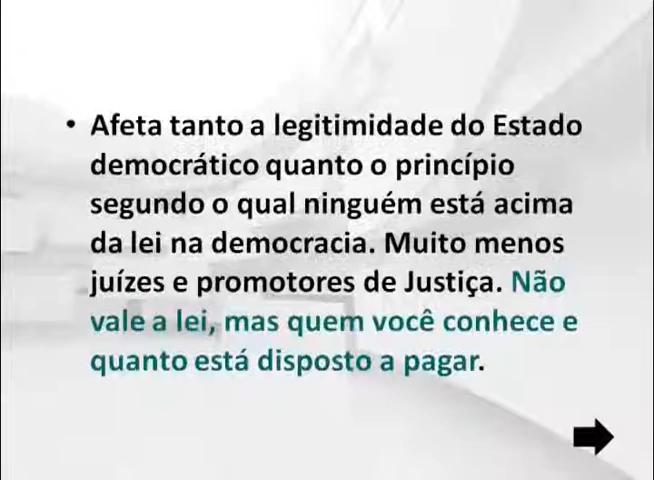 • Afeta tanto a legitimidade do Estado
democrático quanto o princípio
segundo o qual ninguém está acima
da lei na democracia. Muito menos
juízes e promotores de Justiça. Não
vale a lei, mas quem você conhece e
quanto está disposto a pagar.